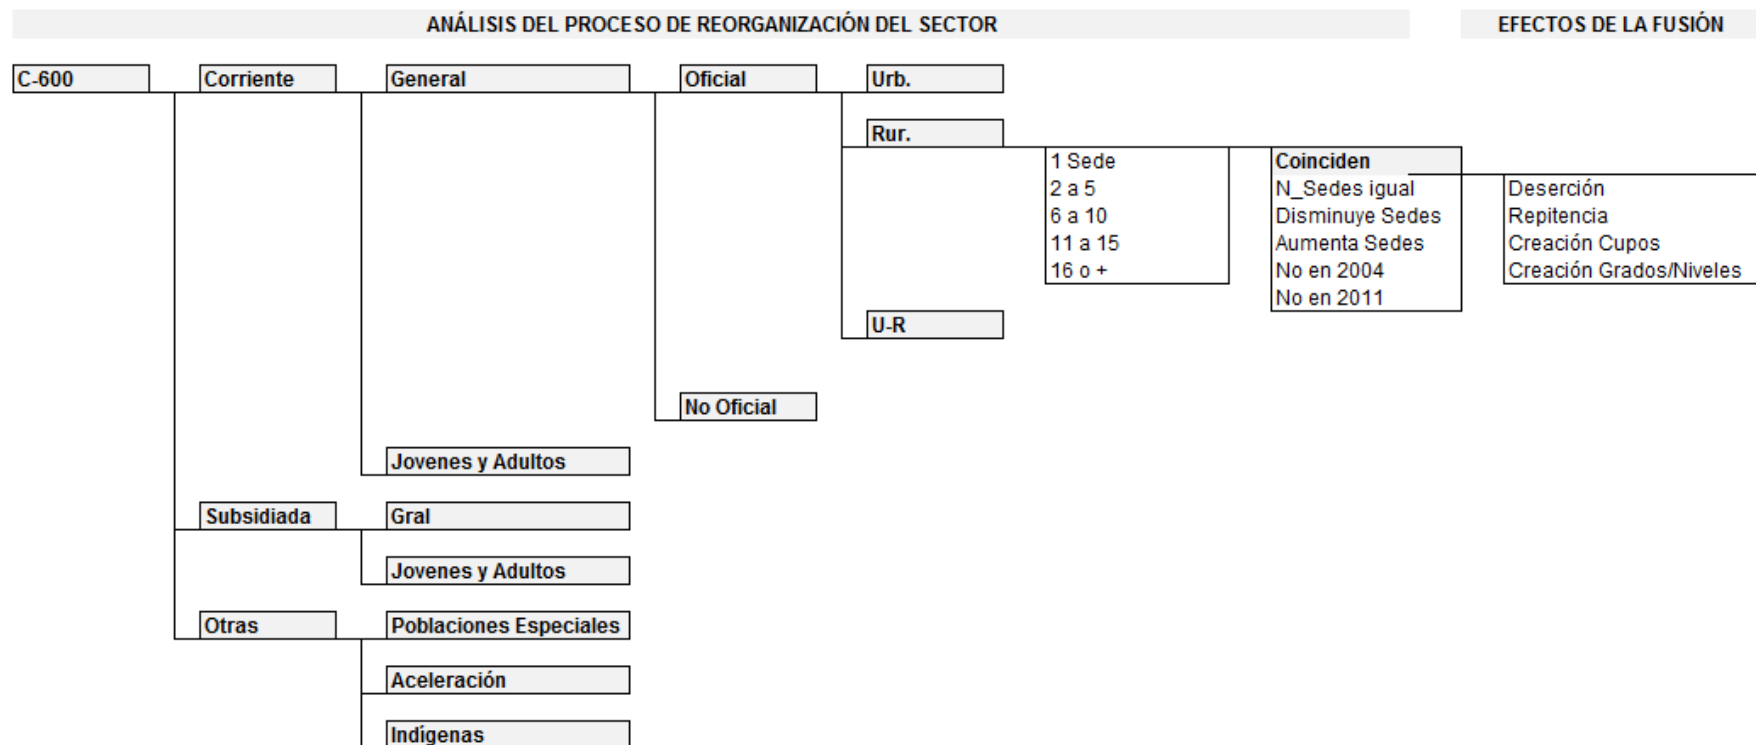 ANÁLISIS DEL PROCESO DE REORGANIZACIÓN DEL SECTOR
EFECTOS DE LA FUSIÓN
C-600
Corriente
General
Oficial
Urb.
Rur.
1 Sede
2 a 5
6 a 10
11 a 15
16 o +
Coinciden
N_Sedes igual
Disminuye Sedes
Aumenta Sedes
No en 2004
No en 2011
Deserción
Repitencia
Creación Cupos
Creación Grados/Niveles
U-R
No Oficial
Jovenes y Adultos
Subsidiada
Gral
Jovenes y Adultos
Otras
Poblaciones Especiales
Aceleración
Indígenas